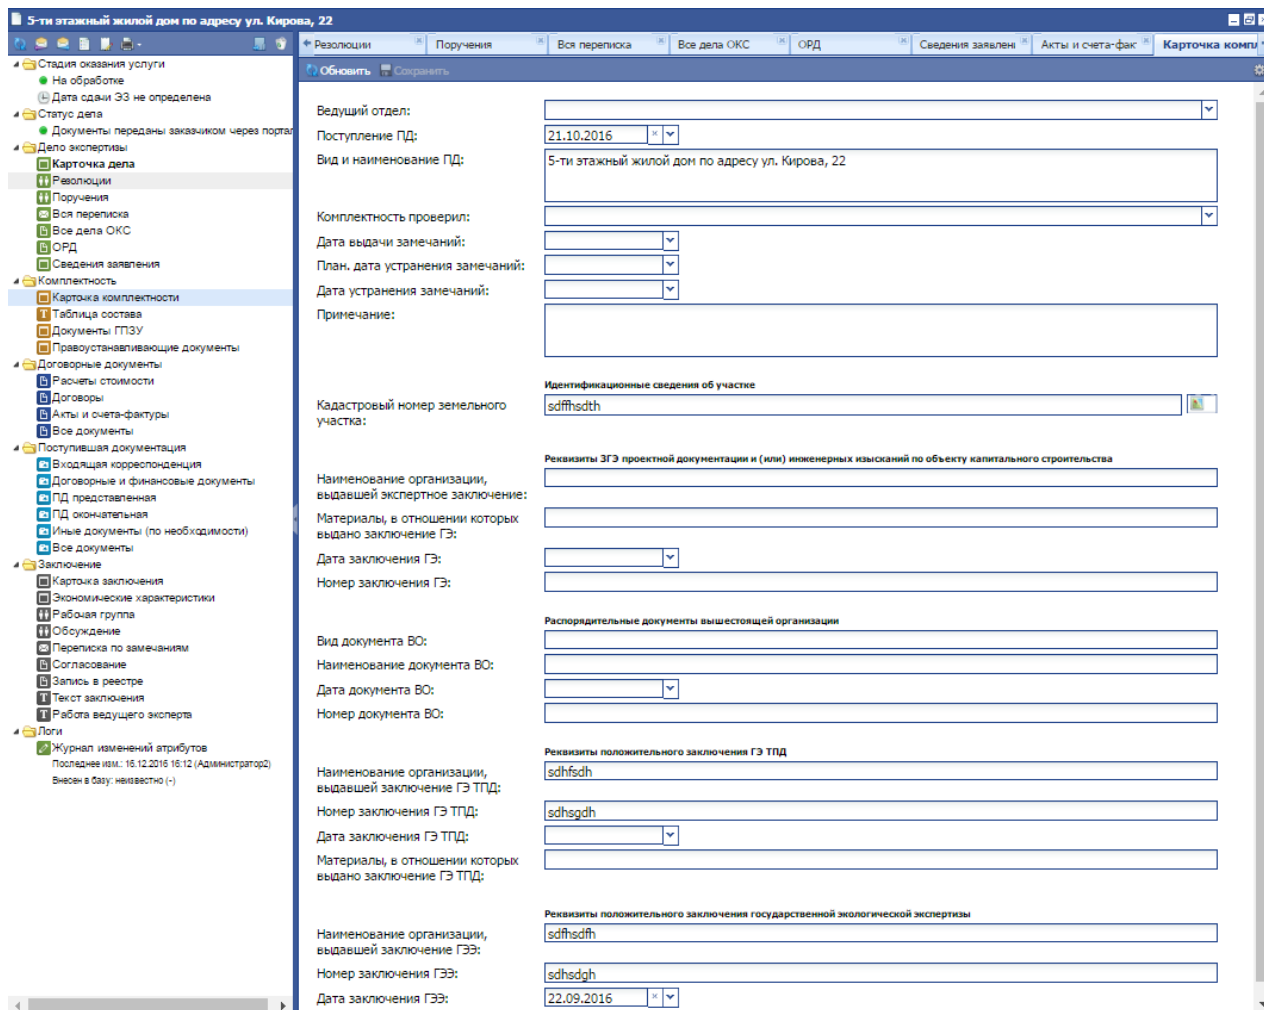 5-ти этажный жилой дом по адресу ул. Кирова, 22
Резолюции
Поручения
Вся переписка
Все дела ОКС
ОРД
Сведения заявлен
Акты и счета-фак
Карточка компл
Обновить
Сохранить
Стадия оказания услуги
На обработке
Дата сдачи ЭЗ не определена
Статус дела
Документы переданы заказчиком через портал
Дело экспертизы
Карточка дела
Резолюции
Поручения
Вся переписка
Все дела ОКС
ОРД
Сведения заявления
Комплектность
Карточка комплектности
Таблица состава
Документы ГПЗУ
Правоустанавливающие документы
Договорные документы
Расчеты стоимости
Договоры
Акты и счета-фактуры
Все документы
Поступившая документация
Входящая корреспонденция
Договорные и финансовые документы
ПД представленная
ПД окончательная
Иные документы (по необходимости)
Все документы
Заключение
Карточка заключения
Экономические характеристики
Рабочая группа
Обсуждение
Переписка по замечаниям
Согласование
Запись в реестре
Текст заключения
Работа ведущего эксперта
Логи
Журнал изменений атрибутов
Последнее изм.: 16.12.2016 16:12 (Администратор2)
Внесен в базу: неизвестно (-)
Ведущий отдел:
Поступление ПД:
21.10.2016
Вид и наименование ПД:
5-ти этажный жилой дом по адресу ул. Кирова, 22
Комплектность проверил:
Дата выдачи замечаний:
План. дата устранения замечаний:
Дата устранения замечаний:
Примечание:
Идентификационные сведения об участке
Кадастровый номер земельного
участка:
sdffhsdth
Реквизиты ЗГЭ проектной документации и (или) инженерных изысканий по объекту капитального строительства
Наименование организации,
выдавшей экспертное заключение:
Материалы, в отношении которых
выдано заключение ГЭ:
Дата заключения ГЭ:
Номер заключения ГЭ:
Распорядительные документы вышестоящей организации
Вид документа ВО:
Наименование документа ВО:
Дата документа ВО:
Номер документа ВО:
Реквизиты положительного заключения ГЭ ТПД
Наименование организации,
выдавшей заключение ГЭ ТПД:
sdhfsdh
Номер заключения ГЭ ТПД:
sdhsgdh
Дата заключения ГЭ ТПД:
Материалы, в отношении которых
выдано заключение ГЭ ТПД:
Реквизиты положительного заключения государственной экологической экспертизы
Наименование организации,
выдавшей заключение ГЭЭ:
sdfhsdfh
Номер заключения ГЭЭ:
sdhsdgh
Дата заключения ГЭЭ:
22.09.2016